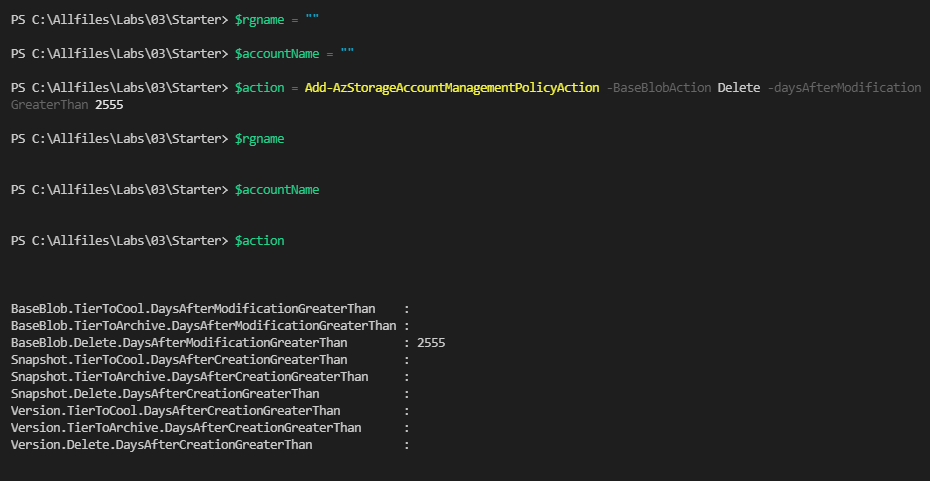 PS C:\Allfiles\Labs\03\Starter> $rgname = ""
PS C:\Allfiles\Labs\03\Starter> $accountName = ""
PS C:\Allfiles\Labs\03\Starter> $action = Add-AzStorageAccountManagementPolicyAction -BaseBlobAction Delete -daysAfterModification
GreaterThan 2555
PS C:\Allfiles\Labs\03\Starter> $rgname
PS C:\Allfiles\Labs\03\Starter> $accountName
PS C:\Allfiles\Labs\03\Starter> $action
BaseBlob.TierToCool.DaysAfterModificationGreaterThan :
BaseBlob.TierToArchive.DaysAfterModificationGreaterThan :
BaseBlob.Delete.DaysAfterModificationGreaterThan : 2555
Snapshot.TierToCool.DaysAfterCreationGreaterThan :
Snapshot.TierToArchive.DaysAfterCreationGreaterThan :
Snapshot.Delete.DaysAfterCreationGreaterThan :
Version.TierToCool.DaysAfterCreationGreaterThan :
Version.TierToArchive.DaysAfterCreationGreaterThan :
Version.Delete.DaysAfterCreationGreaterThan :